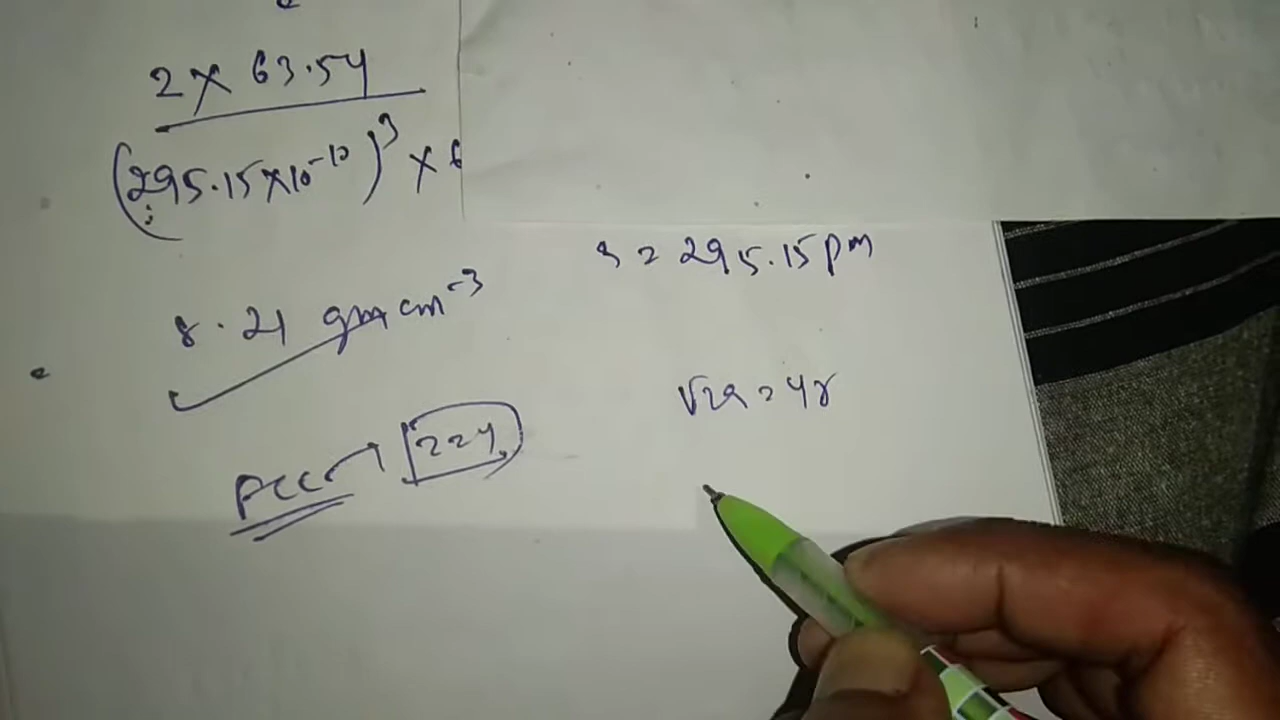 2 × 63.54
(295.15×10⁻¹⁰)³ × 6
a = 295.15 pm
8.21 gm cm⁻³
√2a = 4r
FCC → 224